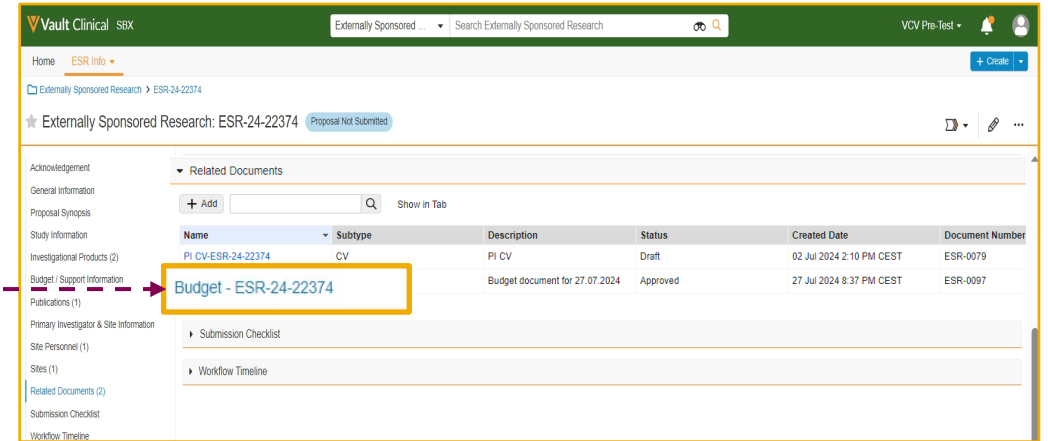 Vault Clinical SBX
Externally Sponsored ...
Search Externally Sponsored Research
VCV Pre-Test
Home ESR Info
+ Create
Externally Sponsored Research > ESR-24-22374
Externally Sponsored Research: ESR-24-22374 Proposal Not Submitted
...
Acknowledgement
General Information
Proposal Synopsis
Study Information
Investigational Products (2)
Budget / Support Information
Publications (1)
Primary Investigator & Site Information
Site Personnel (1)
Sites (1)
Related Documents (2)
Submission Checklist
Workflow Timeline
Related Documents
+ Add
Show in Tab
Name Subtype Description Status Created Date Document Number
PI CV-ESR-24-22374 CV PI CV Draft 02 Jul 2024 2:10 PM CEST ESR-0079
Budget - ESR-24-22374 Budget document for 27.07.2024 Approved 27 Jul 2024 8:37 PM CEST ESR-0097
Submission Checklist
Workflow Timeline